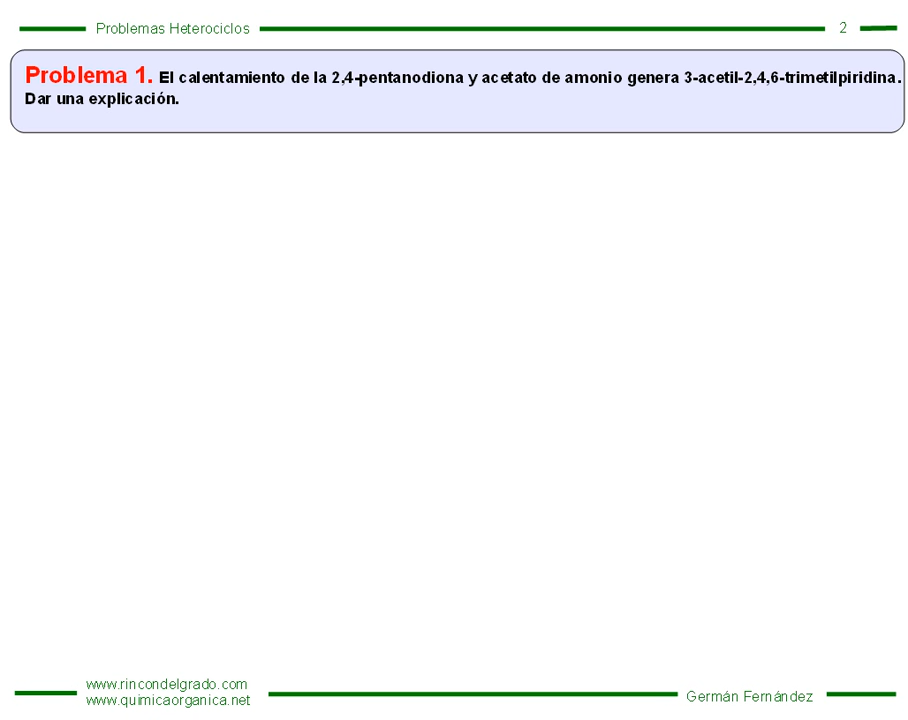 Problemas Heterociclos 2
Problema 1. El calentamiento de la 2,4-pentanodiona y acetato de amonio genera 3-acetil-2,4,6-trimetilpiridina.
Dar una explicación.
www.rincondelgrado.com
www.quimicaorganica.net
Germán Fernández